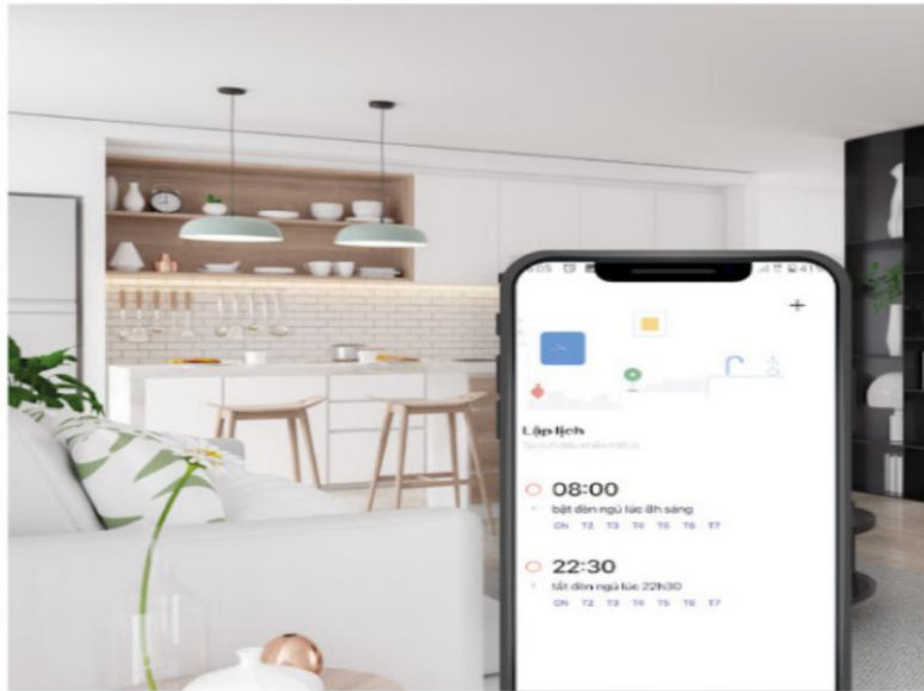 41%
+
Lập lịch
08:00
bật đèn ngủ lúc 8h sáng
CN T2 T3 T4 T5 T6 T7
22:30
tắt đèn ngủ lúc 22h30
CN T2 T3 T4 T5 T6 T7